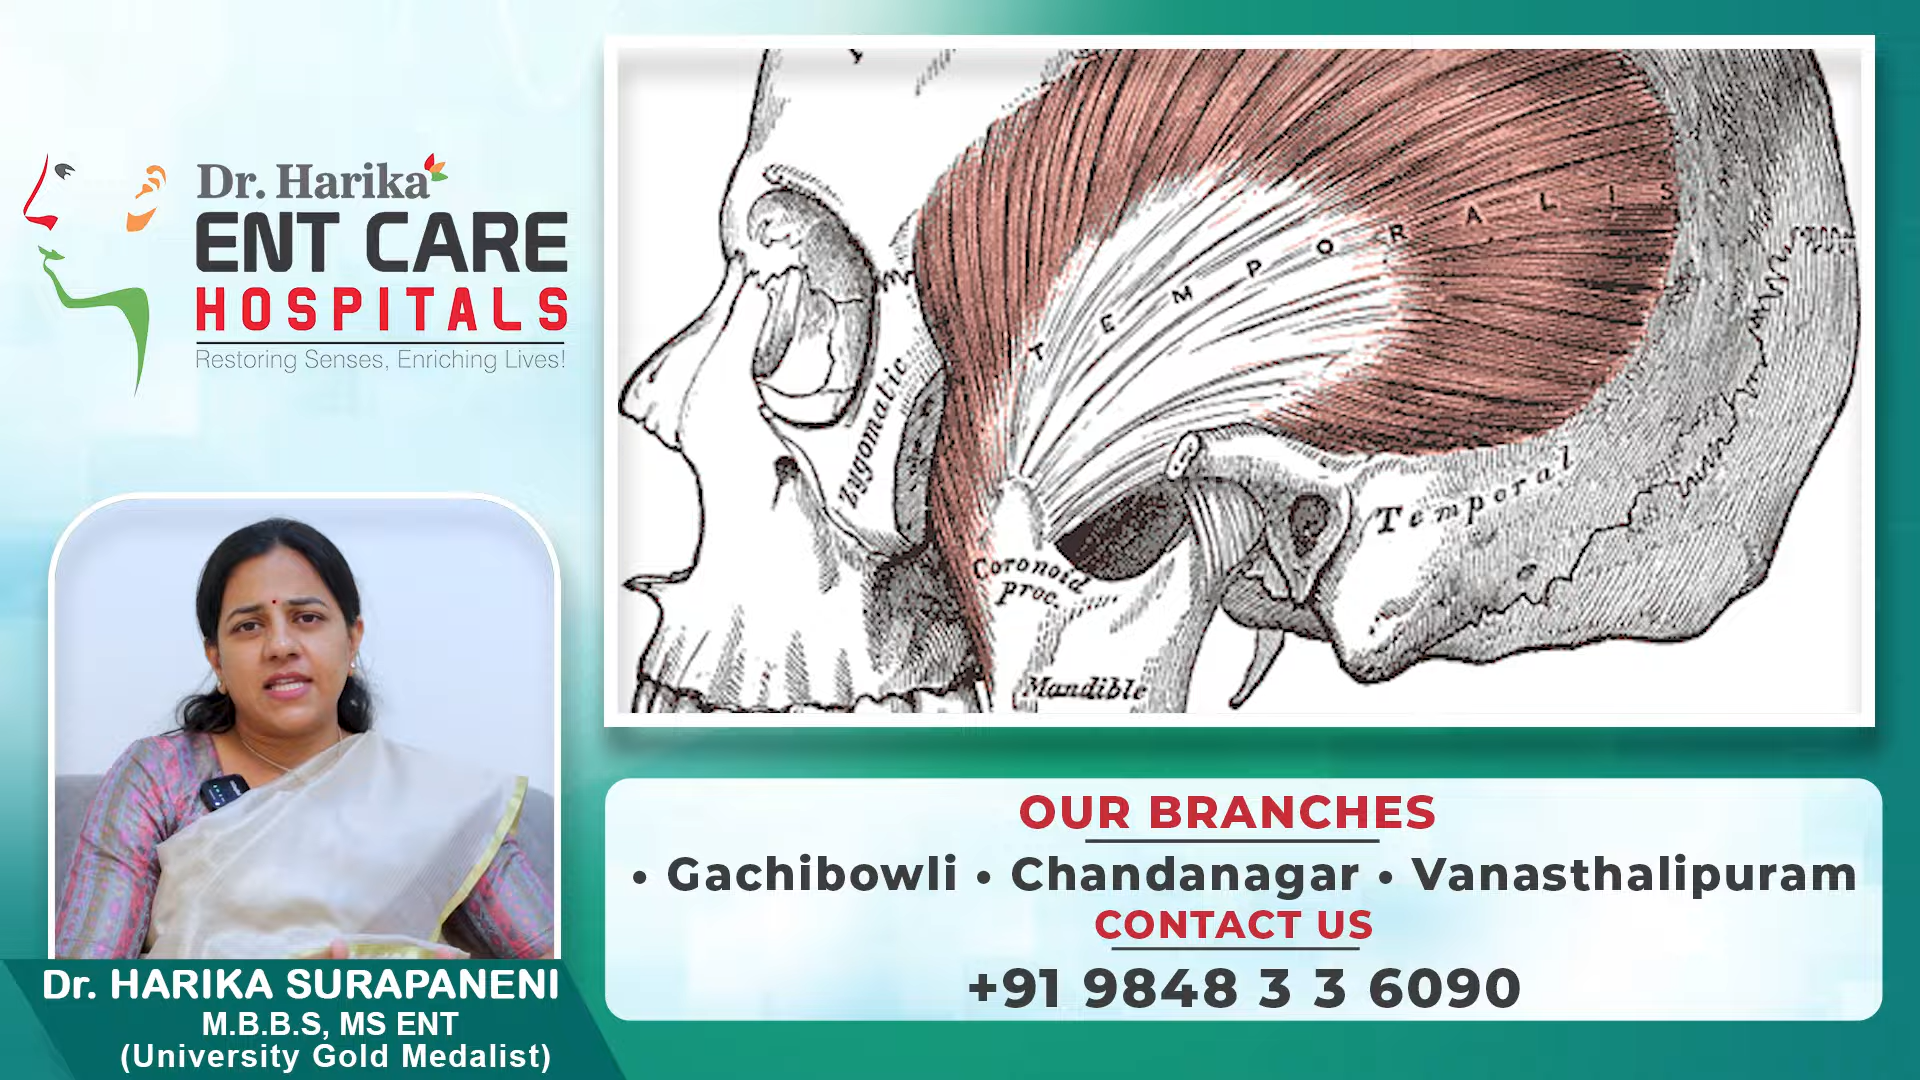 Dr. Harika
ENT CARE
HOSPITALS
Restoring Senses, Enriching Lives!
TEMPORALIS
Zygomatic
Temporal
Coronoid
proc.
Mandible
Dr. HARIKA SURAPANENI
M.B.B.S, MS ENT
(University Gold Medalist)
OUR BRANCHES
• Gachibowli • Chandanagar • Vanasthalipuram
CONTACT US
+91 9848 3 3 6090